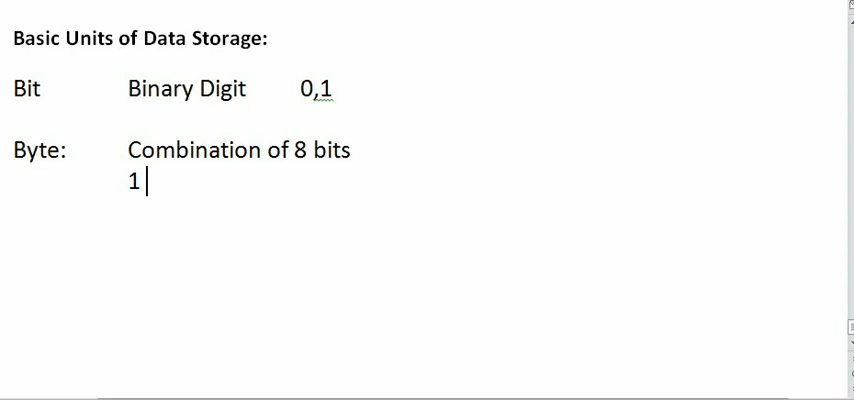 Basic Units of Data Storage:
Bit Binary Digit 0,1
Byte: Combination of 8 bits
1